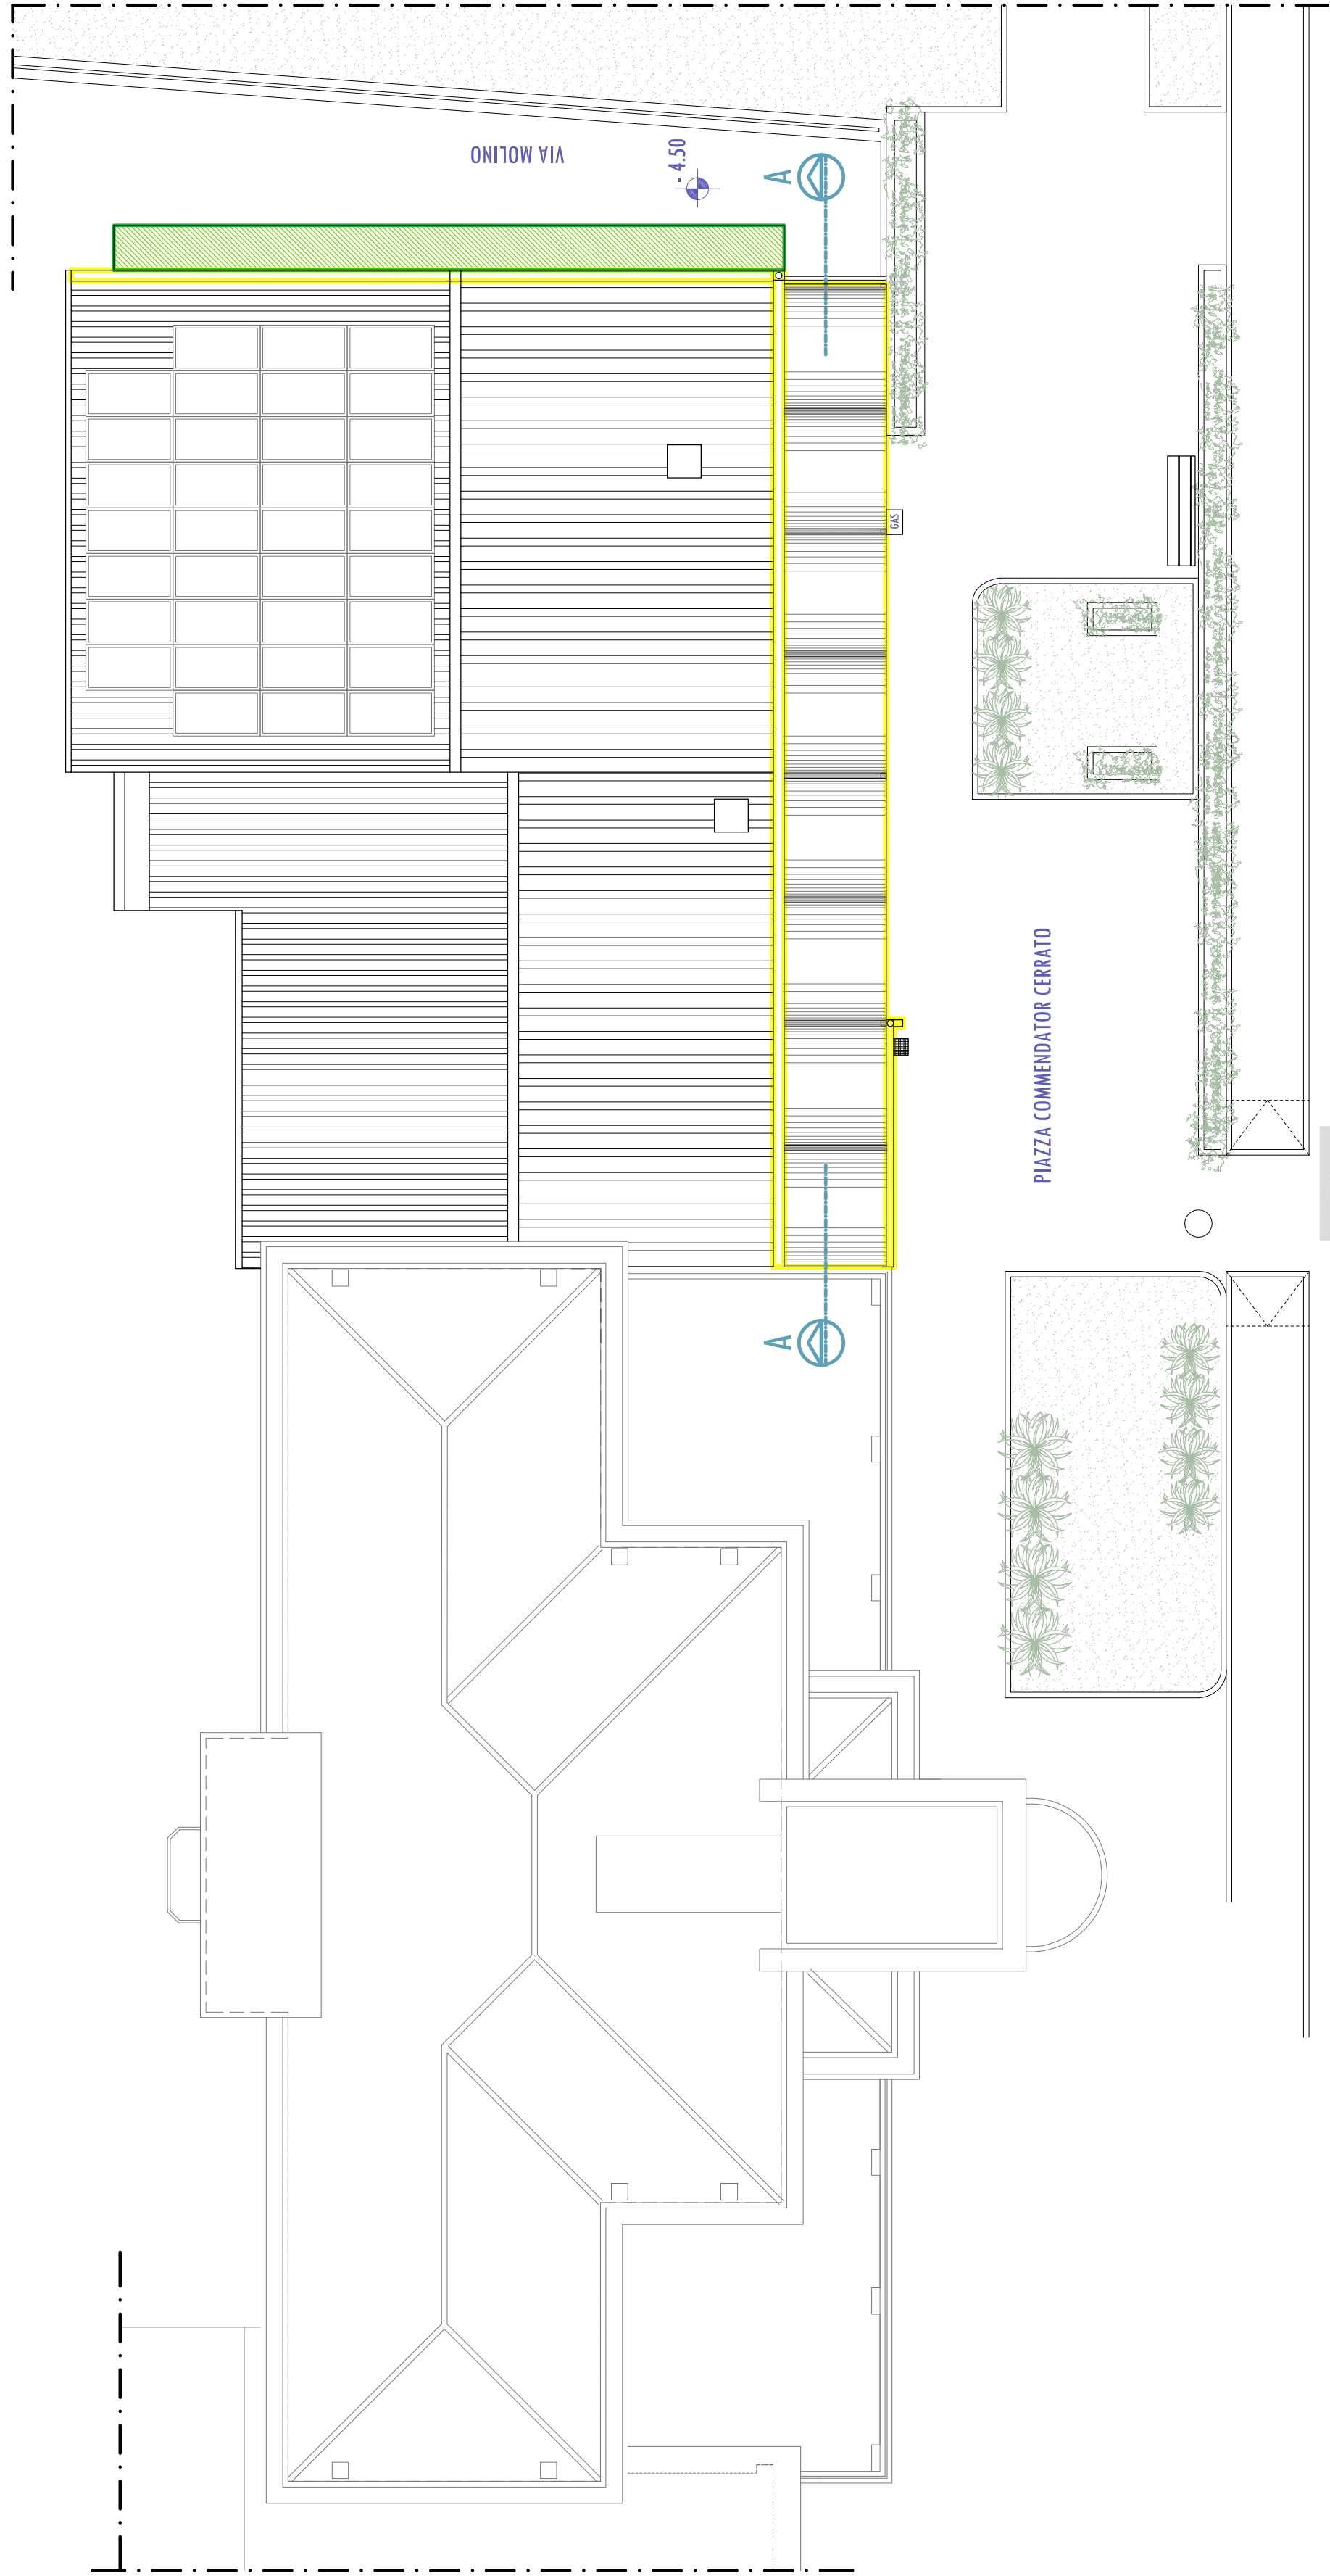 VIA MOLINO
- 4.50
A
GAS
PIAZZA COMMENDATOR CERRATO
A